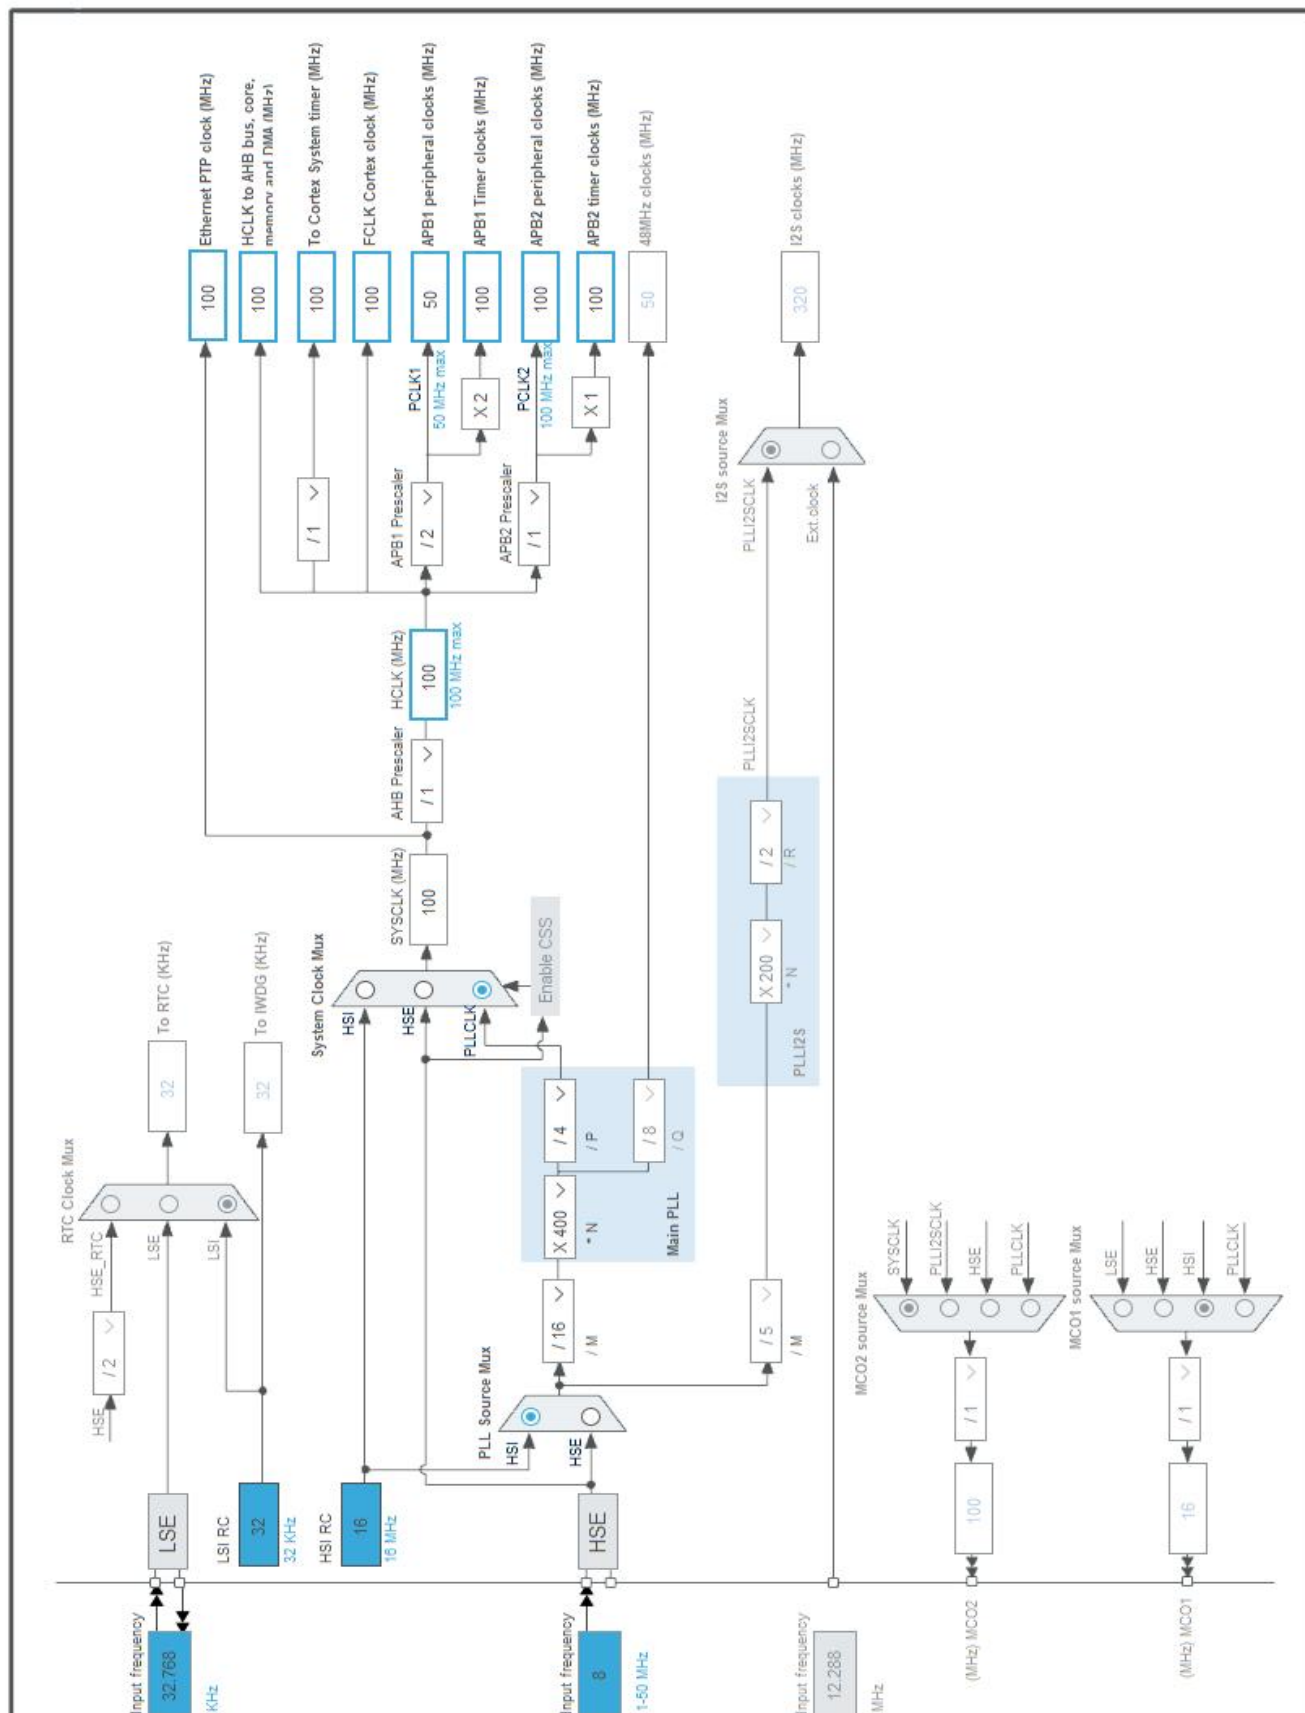 Input frequency
32.768
KHz
LSE
LSI RC
32
32 KHz
HSE
/ 2
HSE_RTC
LSE
LSI
RTC Clock Mux
32
To RTC (KHz)
32
To IWDG (KHz)
HSI RC
16
16 MHz
Input frequency
8
1-50 MHz
HSE
PLL Source Mux
HSI
HSE
/ 16
/ M
X 400
* N
/ 4
/ P
/ 8
/ Q
Main PLL
System Clock Mux
HSI
HSE
PLLCLK
Enable CSS
SYSCLK (MHz)
100
AHB Prescaler
/ 1
HCLK (MHz)
100
100 MHz max
/ 1
APB1 Prescaler
/ 2
APB2 Prescaler
/ 1
PCLK1
50 MHz max
X 2
PCLK2
100 MHz max
X 1
100
Ethernet PTP clock (MHz)
100
HCLK to AHB bus, core,
memory and DMA (MHz)
100
To Cortex System timer (MHz)
100
FCLK Cortex clock (MHz)
50
APB1 peripheral clocks (MHz)
100
APB1 Timer clocks (MHz)
100
APB2 peripheral clocks (MHz)
100
APB2 timer clocks (MHz)
50
48MHz clocks (MHz)
/ 5
/ M
X 200
* N
/ 2
/ R
PLLI2S
PLLI2SCLK
PLLI2SCLK
Ext.clock
I2S source Mux
320
I2S clocks (MHz)
Input frequency
12.288
MHz
(MHz) MCO2
100
/ 1
MCO2 source Mux
SYSCLK
PLLI2SCLK
HSE
PLLCLK
(MHz) MCO1
16
/ 1
MCO1 source Mux
LSE
HSE
HSI
PLLCLK